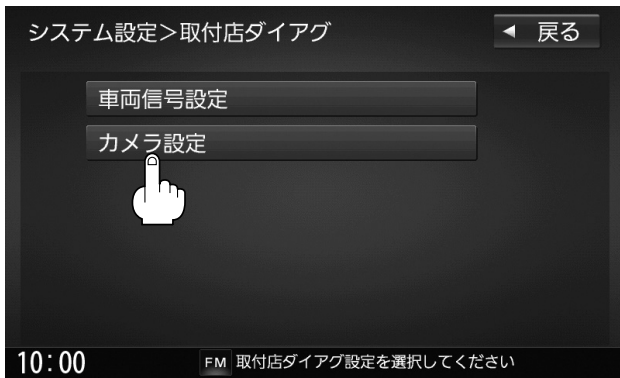 システム設定＞取付店ダイアグ
◀ 戻る
車両信号設定
カメラ設定
10:00
FM 取付店ダイアグ設定を選択してください